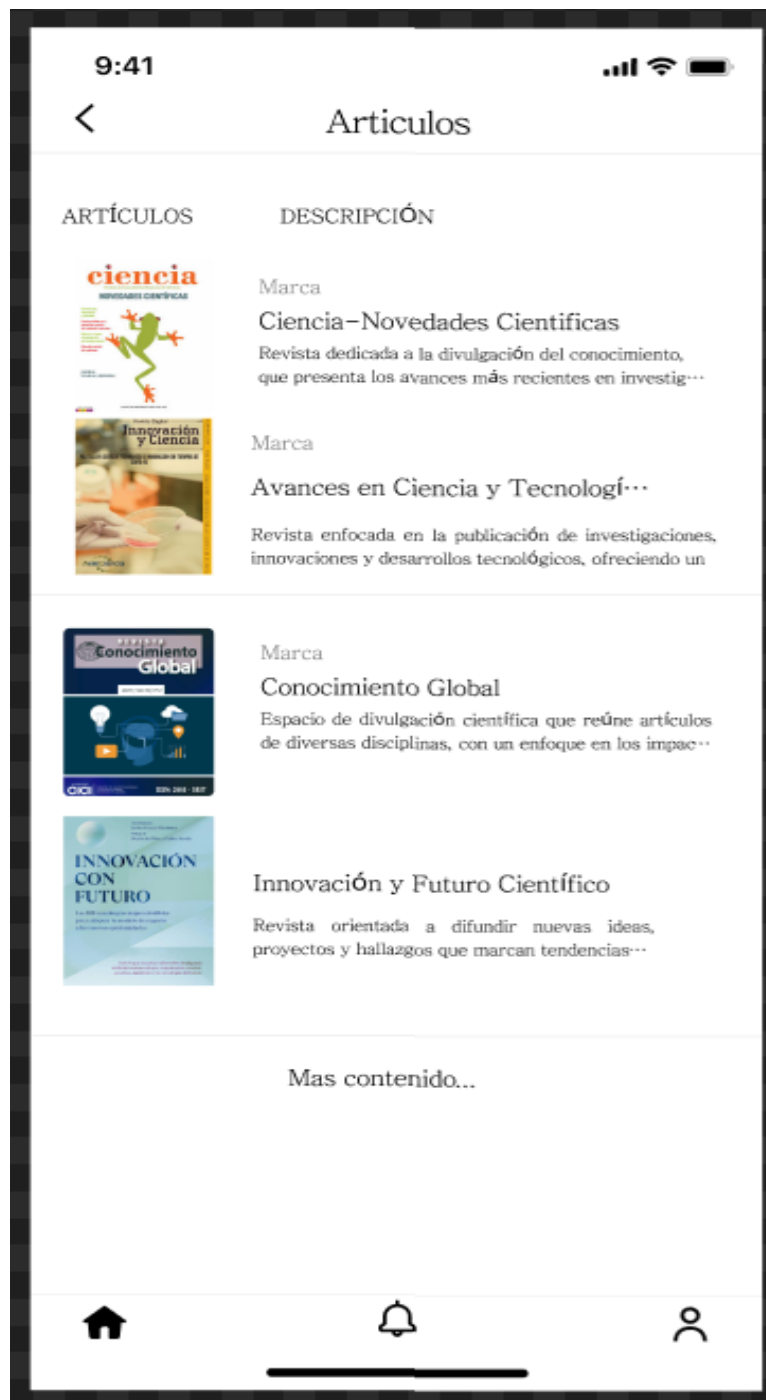 9:41
Articulos
ARTÍCULOS DESCRIPCIÓN
ciencia
NOVEDADES CIENTÍFICAS
Marca
Ciencia-Novedades Cientificas
Revista dedicada a la divulgación del conocimiento,
que presenta los avances más recientes en investig...
Innovación
y Ciencia
Marca
Avances en Ciencia y Tecnologí...
Revista enfocada en la publicación de investigaciones,
innovaciones y desarrollos tecnológicos, ofreciendo un
REVISTA
Conocimiento
Global
CICI
Marca
Conocimiento Global
Espacio de divulgación científica que reúne artículos
de diversas disciplinas, con un enfoque en los impac...
INNOVACIÓN
CON
FUTURO
Innovación y Futuro Científico
Revista orientada a difundir nuevas ideas,
proyectos y hallazgos que marcan tendencias...
Mas contenido...